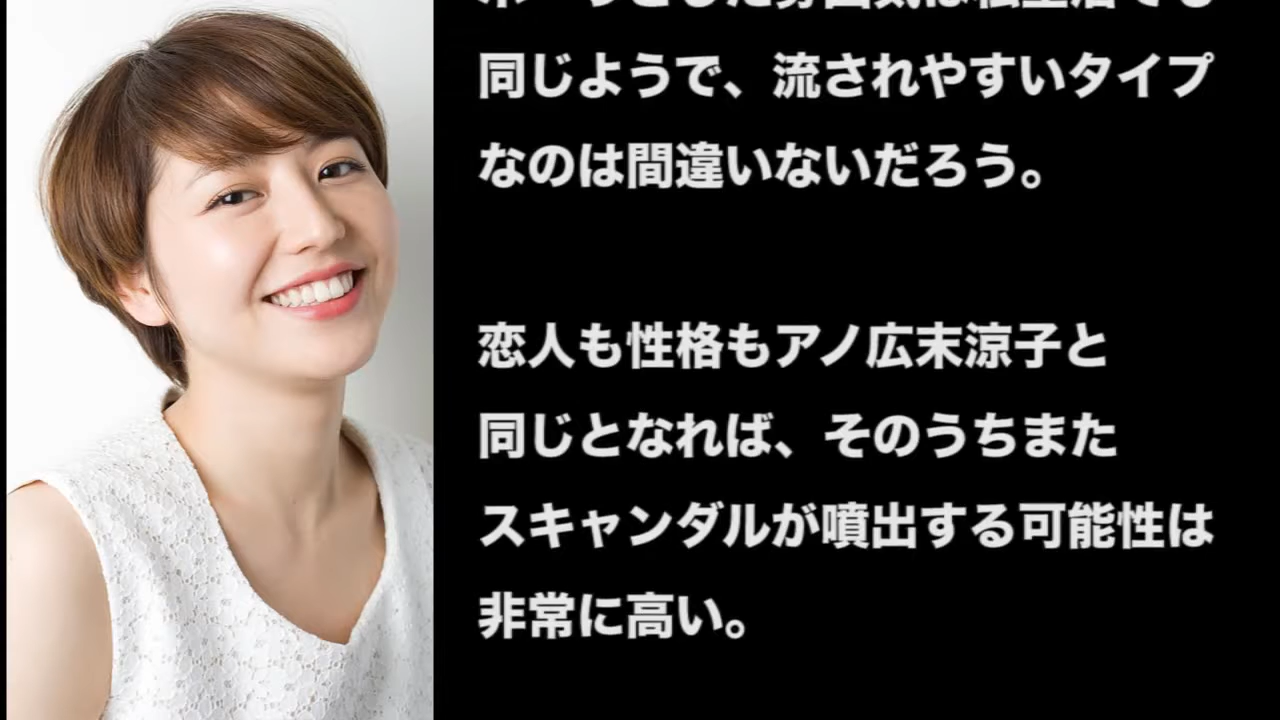 同じようで、流されやすいタイプ
なのは間違いないだろう。
恋人も性格もアノ広末涼子と
同じとなれば、そのうちまた
スキャンダルが噴出する可能性は
非常に高い。